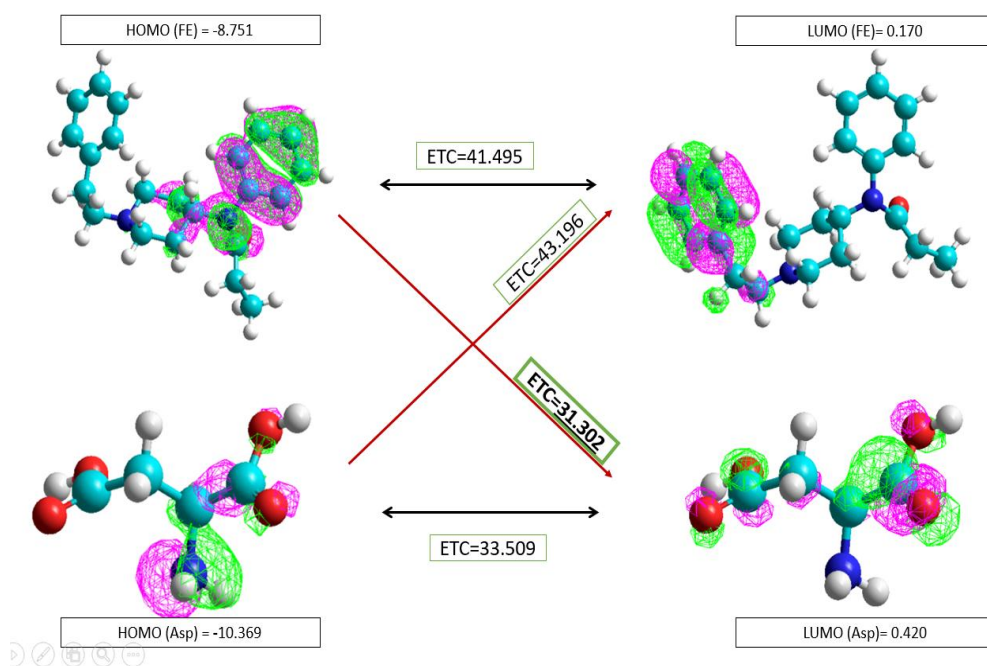 HOMO (FE) = -8.751
LUMO (FE)= 0.170
ETC=41.495
ETC=43.196
ETC=31.302
ETC=33.509
HOMO (Asp) = -10.369
LUMO (Asp)= 0.420